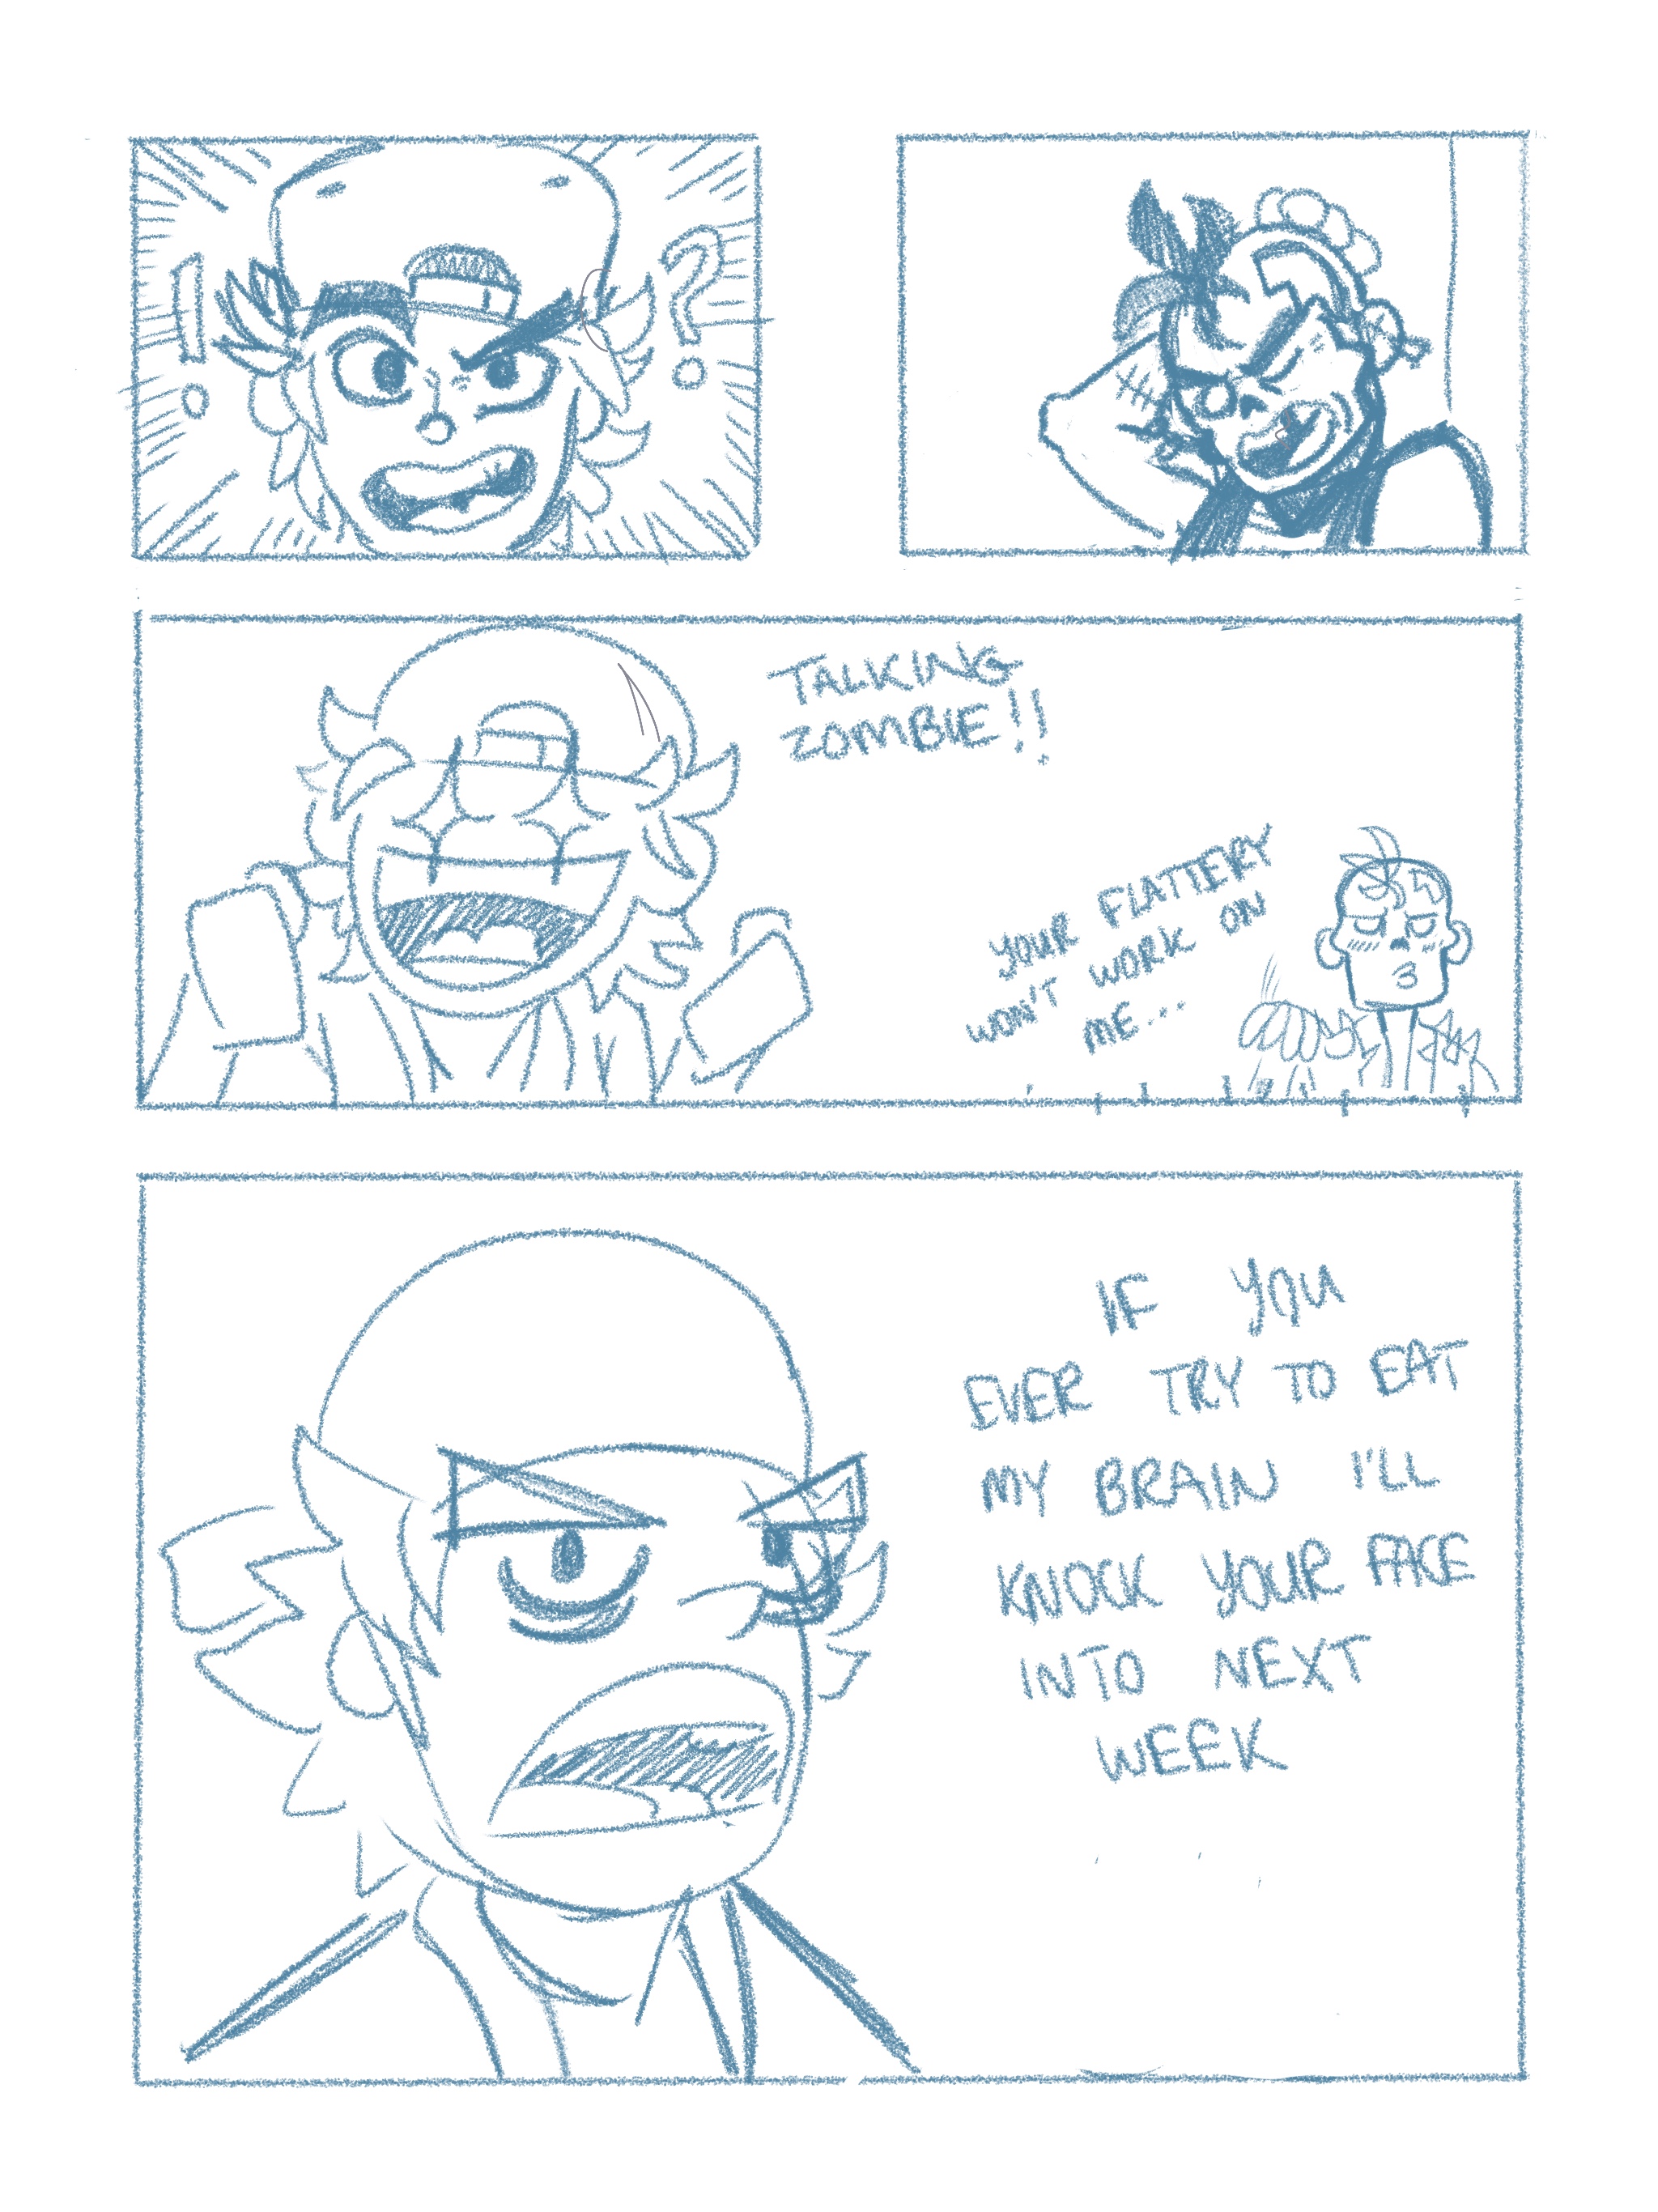 !
?
TALKING
ZOMBIE!!
YOUR FLATTERY
WON'T WORK ON
ME...
IF YOU
EVER TRY TO EAT
MY BRAIN I'LL
KNOCK YOUR FACE
INTO NEXT
WEEK